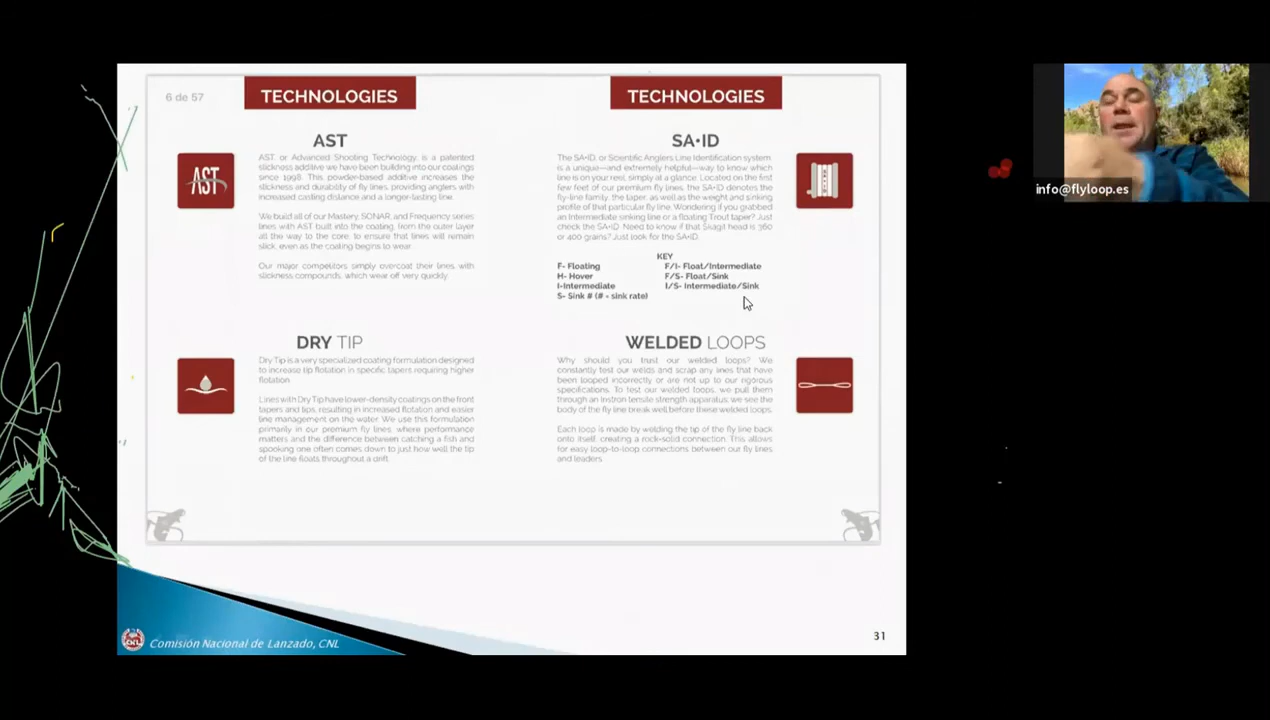 6 de 57
TECHNOLOGIES
AST
AST
AST, or Advanced Shooting Technology, is a patented
slickness additive we have been building into our coatings
since 1998. This powder-based additive increases the
slickness and durability of fly lines, providing anglers with
increased casting distance and a longer-lasting line.
We build all of our Mastery, SONAR, and Frequency series
lines with AST built into the coating, from the outer layer
all the way to the core, to ensure that lines will remain
slick, even as the coating begins to wear.
Our major competitors simply overcoat their lines with
slickness compounds, which wear off very quickly.
DRY TIP
Dry Tip is a very specialized coating formulation designed
to increase tip flotation in specific tapers requiring higher
flotation.
Lines with Dry Tip have lower-density coatings on the front
tapers and tips, resulting in increased flotation and easier
line management on the water. We use this formulation
primarily in our premium fly lines, where performance
matters and the difference between catching a fish and
spooking one often comes down to just how well the tip
of the line floats throughout a drift.
TECHNOLOGIES
SA•ID
The SA•ID, or Scientific Anglers Line Identification system,
is a unique—and extremely helpful—way to know which
line is on your reel, simply at a glance. Located on the first
few feet of our premium fly lines, the SA•ID denotes the
fly-line family, the taper, as well as the weight and sinking
profile of that particular fly line. Wondering if you grabbed
an Intermediate sinking line or a floating Trout taper? Just
check the SA•ID. Need to know if that Skagit head is 360
or 400 grains? Just look for the SA•ID.
KEY
F- Floating
H- Hover
I-Intermediate
S- Sink # (# = sink rate)
F/I- Float/Intermediate
F/S- Float/Sink
I/S- Intermediate/Sink
WELDED LOOPS
Why should you trust our welded loops? We
constantly test our welds and scrap any lines that have
been looped incorrectly or are not up to our rigorous
specifications. To test our welded loops, we pull them
through an Instron tensile strength apparatus; we see the
body of the fly line break well before these welded loops.
Each loop is made by welding the tip of the fly line back
onto itself, creating a rock-solid connection. This allows
for easy loop-to-loop connections between our fly lines
and leaders.
CNL
Comisión Nacional de Lanzado, CNL
31
info@flyloop.es